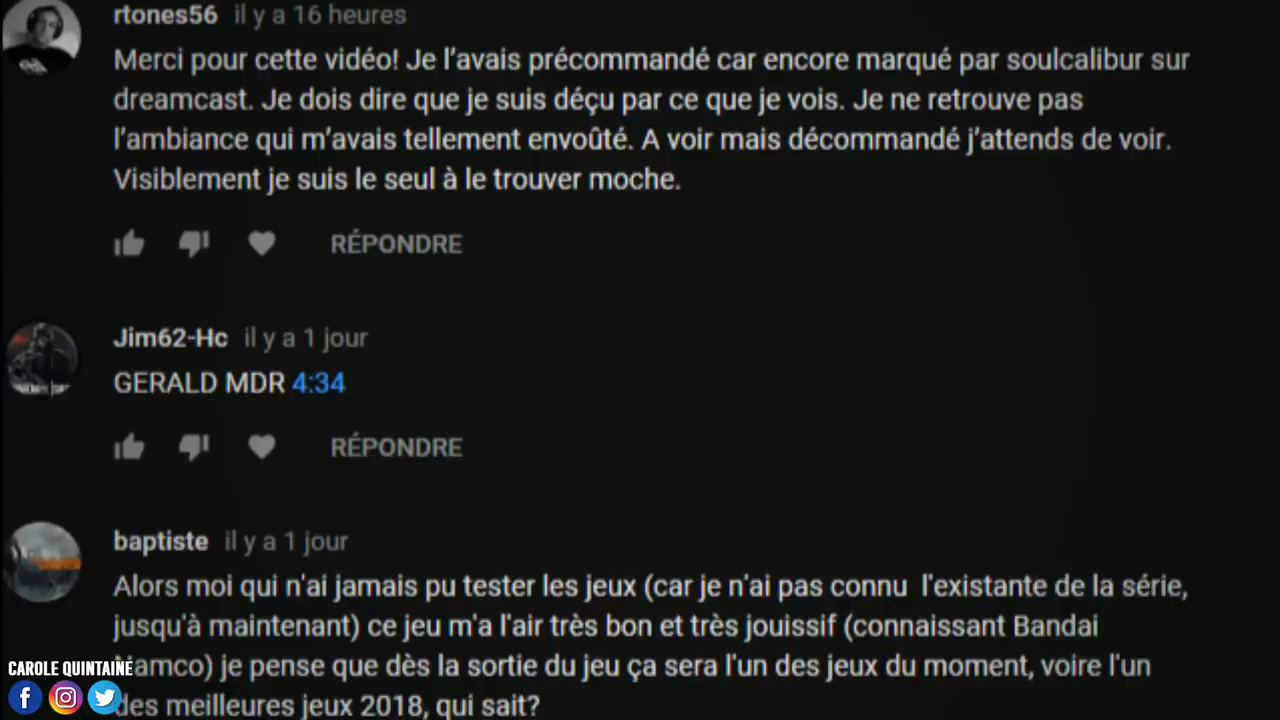 rtones56 il y a 16 heures
Merci pour cette vidéo! Je l’avais précommandé car encore marqué par soulcalibur sur
dreamcast. Je dois dire que je suis déçu par ce que je vois. Je ne retrouve pas
l’ambiance qui m’avais tellement envoûté. A voir mais décommandé j’attends de voir.
Visiblement je suis le seul à le trouver moche.
RÉPONDRE
Jim62-Hc il y a 1 jour
GERALD MDR 4:34
RÉPONDRE
baptiste il y a 1 jour
Alors moi qui n'ai jamais pu tester les jeux (car je n'ai pas connu l'existante de la série,
jusqu'à maintenant) ce jeu m'a l'air très bon et très jouissif (connaissant Bandai
Namco) je pense que dès la sortie du jeu ça sera l'un des jeux du moment, voire l'un
des meilleures jeux 2018, qui sait?
CAROLE QUINTAINE